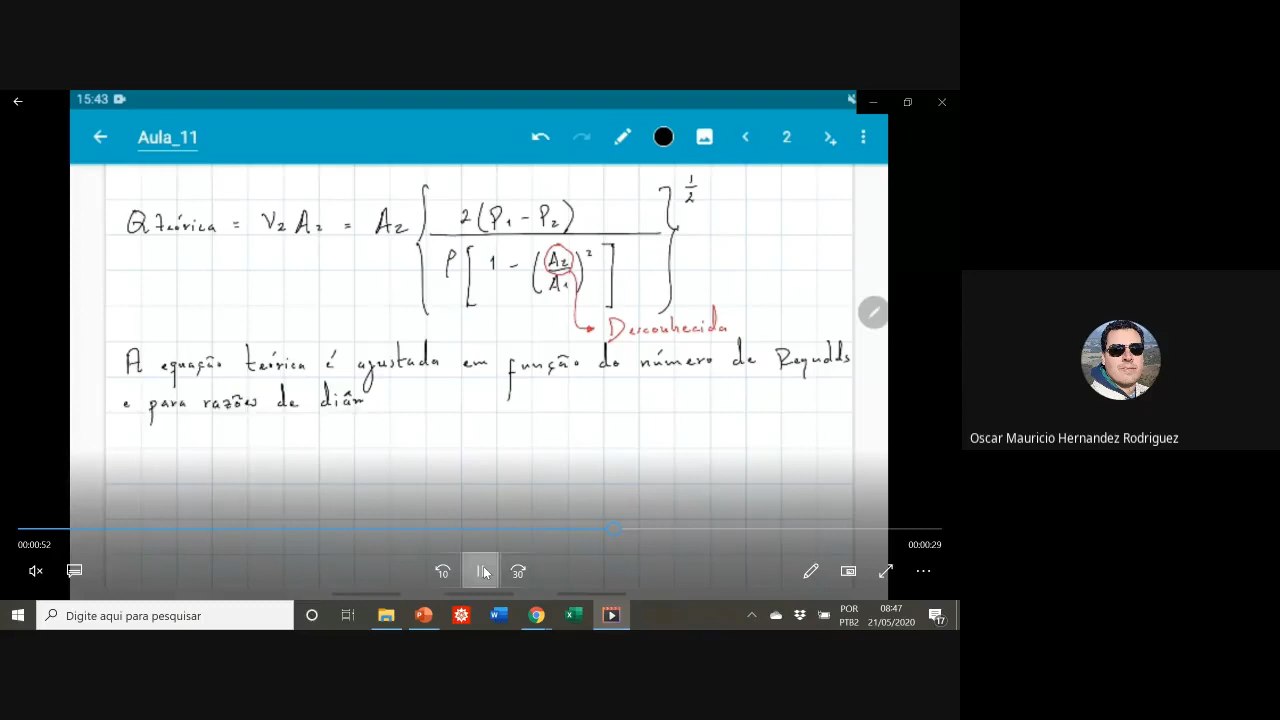 15:43
Aula_11
2
Q teórica = V2 A2 = A2 { 2(P1 - P2) / ρ [ 1 - (A2/A1)² ] }^1/2
Desconhecida
A equação teórica é ajustada em função do número de Reynolds
e para razões de diâm
00:00:52
00:00:29
10
30
Oscar Mauricio Hernandez Rodriguez
Digite aqui para pesquisar
POR
PTB2
08:47
21/05/2020
17